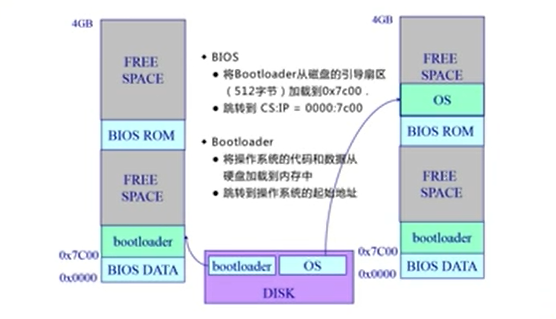 4GB
FREE
SPACE
BIOS ROM
FREE
SPACE
bootloader
0x7C00
BIOS DATA
0x0000
• BIOS
• 将Bootloader从磁盘的引导扇区
（512字节）加载到0x7c00．
• 跳转到 CS:IP = 0000:7c00
• Bootloader
• 将操作系统的代码和数据从
硬盘加载到内存中
• 跳转到操作系统的起始地址
bootloader
OS
DISK
4GB
FREE
SPACE
OS
BIOS ROM
FREE
SPACE
bootloader
0x7C00
BIOS DATA
0x0000